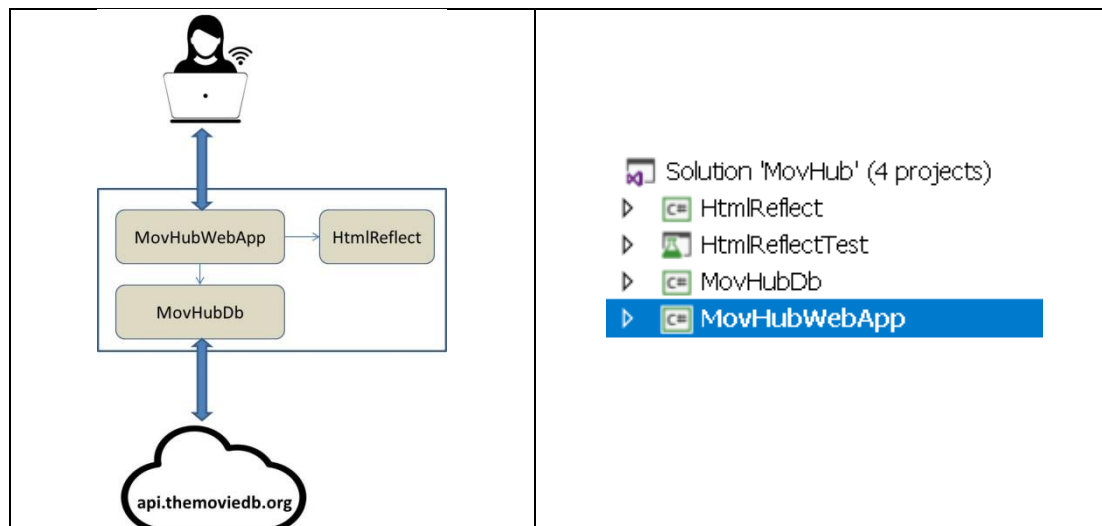 MovHubWebApp
HtmlReflect
MovHubDb
api.themoviedb.org
Solution 'MovHub' (4 projects)
C# HtmlReflect
HtmlReflectTest
C# MovHubDb
C# MovHubWebApp